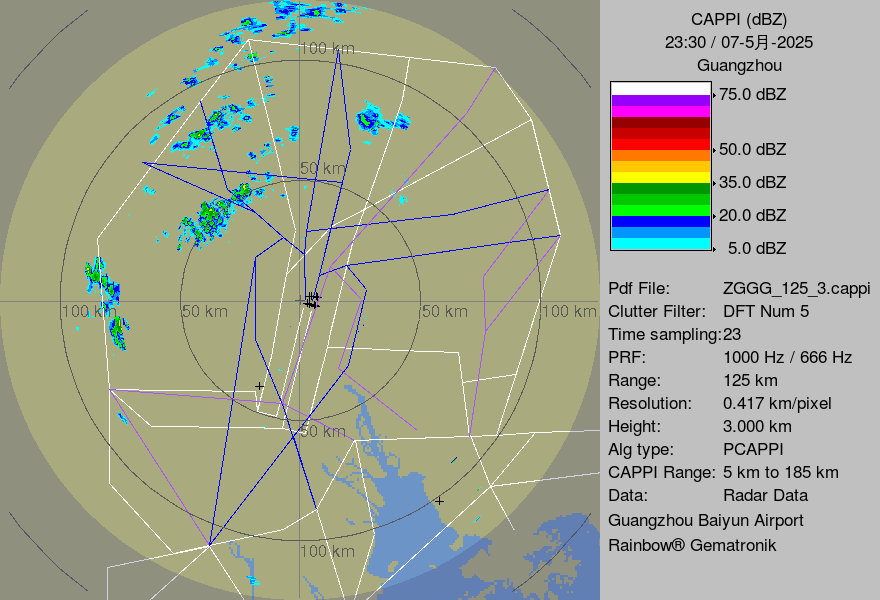 CAPPI (dBZ)
23:30 / 07-5月-2025
Guangzhou
75.0 dBZ
50.0 dBZ
35.0 dBZ
20.0 dBZ
5.0 dBZ
Pdf File: ZGGG_125_3.cappi
Clutter Filter: DFT Num 5
Time sampling:23
PRF: 1000 Hz / 666 Hz
Range: 125 km
Resolution: 0.417 km/pixel
Height: 3.000 km
Alg type: PCAPPI
CAPPI Range: 5 km to 185 km
Data: Radar Data
Guangzhou Baiyun Airport
Rainbow® Gematronik
100 km
50 km
100 km
50 km
50 km
100 km
50 km
100 km